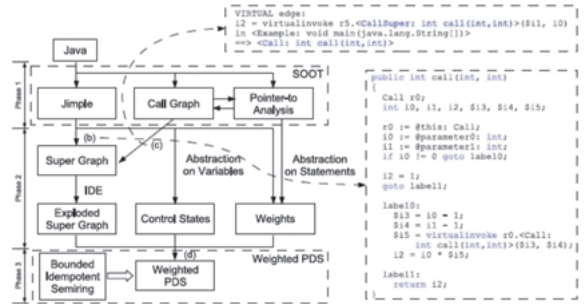 VIRTUAL edge:
i2 = virtualinvoke r5.<CallSuper: int call(int,int)>($i1, i0)
in <Example: void main(java.lang.String[])>
==> <Call: int call(int,int)>
Java
SOOT
Phase 1
Jimple
Call Graph
Pointer-to
Analysis
(b)
(c)
Phase 2
Super Graph
Abstraction
on Variables
Abstraction
on Statements
IDE
Exploded
Super Graph
Control States
Weights
(d)
Weighted PDS
Phase 3
Bounded
Idempotent
Semiring
Weighted
PDS
public int call(int, int)
{
Call r0;
int i0, i1, i2, $i3, $i4, $i5;
r0 := @this: Call;
i0 := @parameter0: int;
i1 := @parameter1: int;
if i0 != 0 goto label0;
i2 = 1;
goto label1;
label0:
$i3 = i0 - 1;
$i4 = i1 - 1;
$i5 = virtualinvoke r0.<Call:
int call(int,int)>($i3, $i4);
i2 = i0 * $i5;
label1:
return i2;
}